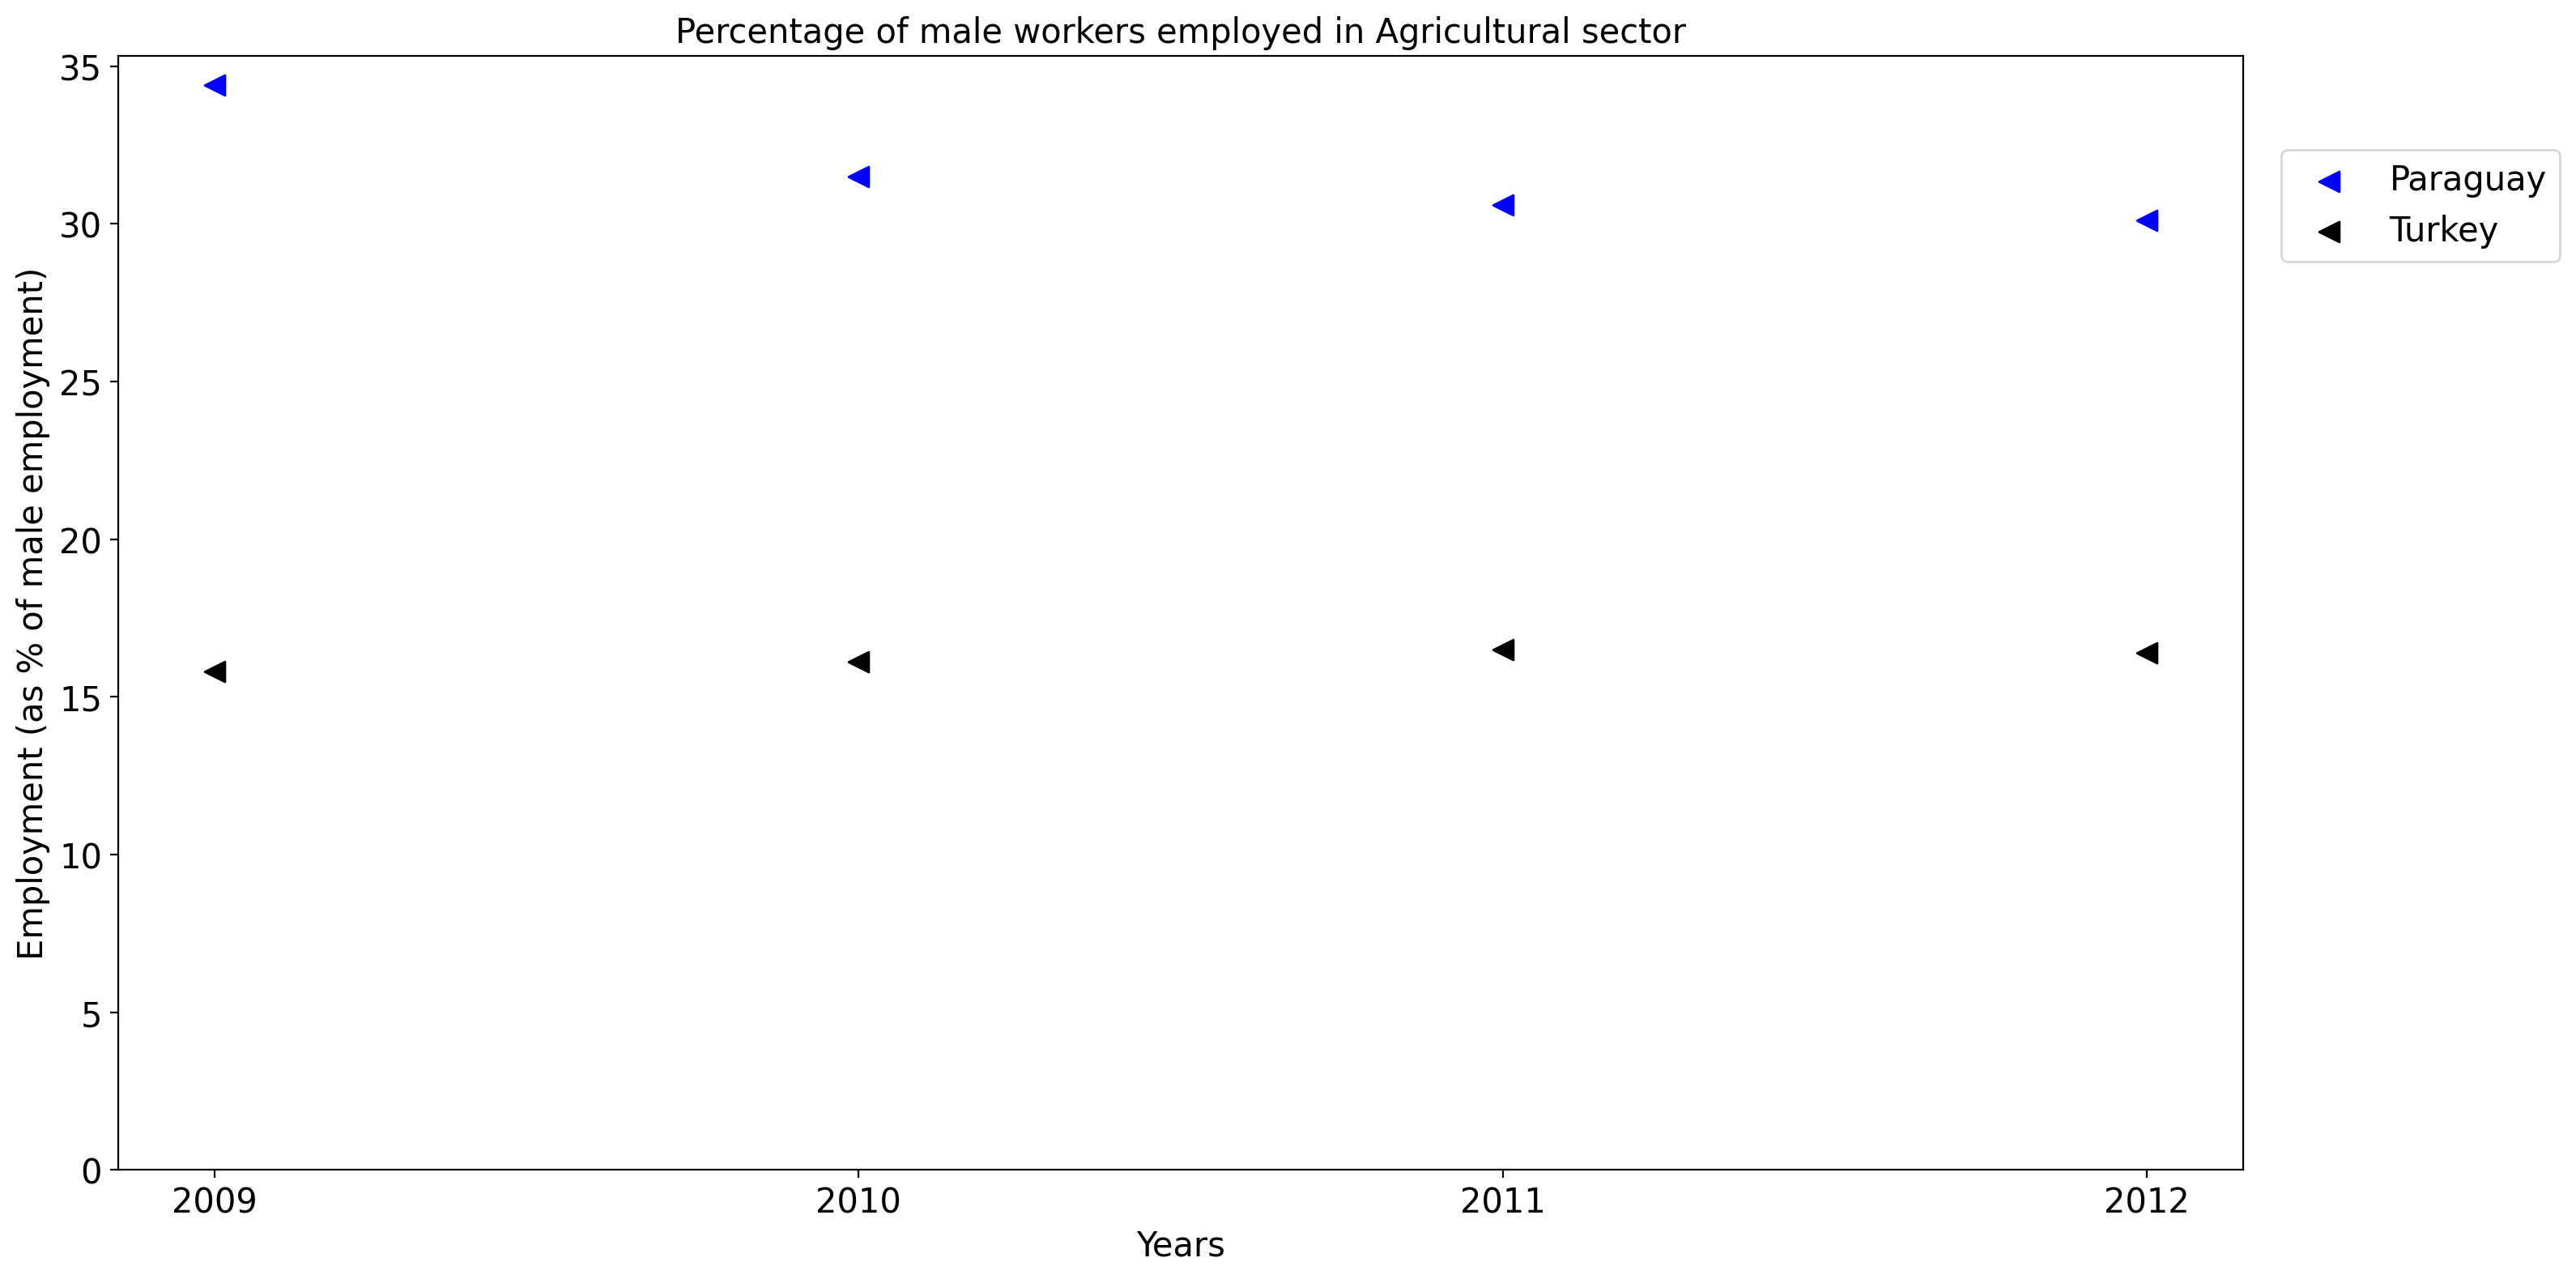 Percentage of male workers employed in Agricultural sector
Employment (as % of male employment)
35
30
25
20
15
10
5
0
2009
2010
2011
2012
Years
Paraguay
Turkey